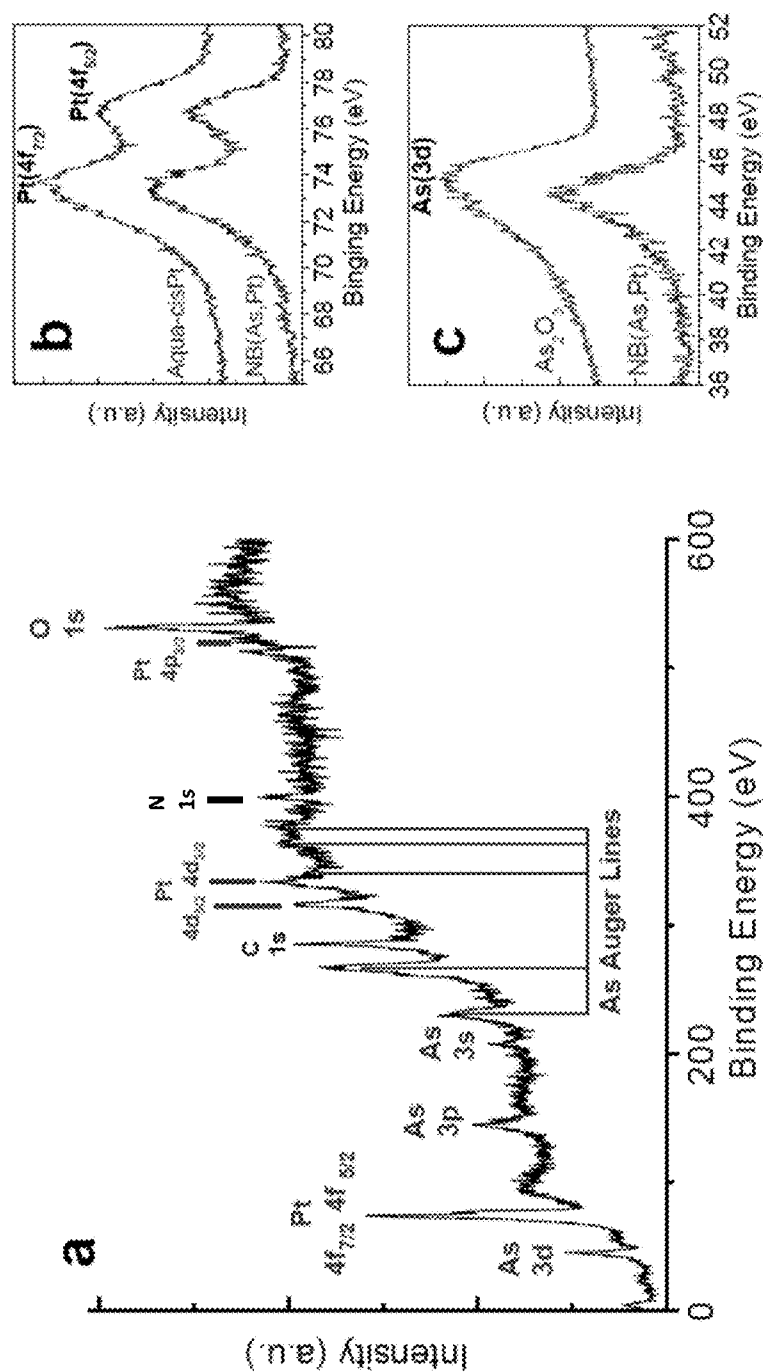 a
Intensity (a.u.)
As
3d
Pt
4f7/2 4f 5/2
As
3p
As
3s
C
1s
Pt
4d5/2 4d3/2
N
1s
Pt
4p3/2
O
1s
As Auger Lines
0
200
400
600
Binding Energy (eV)
b
Intensity (a.u.)
Pt(4f7/2)
Pt(4f5/2)
Aqua-cisPt
NB(As,Pt)
66 68 70 72 74 76 78 80
Binging Energy (eV)
c
Intensity (a.u.)
As(3d)
As2O3
NB(As,Pt)
36 38 40 42 44 46 48 50 52
Binding Energy (eV)